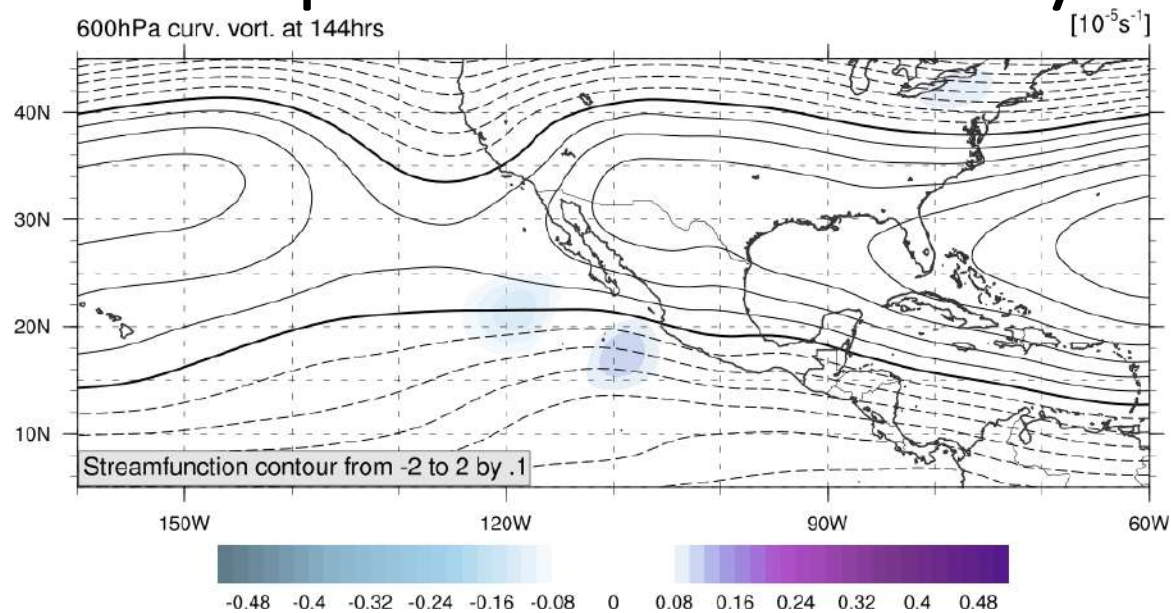 600hPa curv. vort. at 144hrs
[10⁻⁵s⁻¹]
40N
30N
20N
10N
Streamfunction contour from -2 to 2 by .1
150W 120W 90W 60W
-0.48 -0.4 -0.32 -0.24 -0.16 -0.08 0 0.08 0.16 0.24 0.32 0.4 0.48